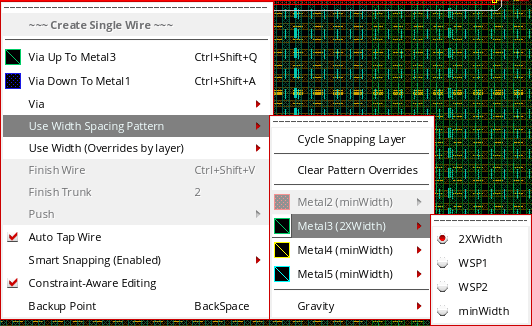 ~~~ Create Single Wire ~~~
Via Up To Metal3 Ctrl+Shift+Q
Via Down To Metal1 Ctrl+Shift+A
Via
Use Width Spacing Pattern
Use Width (Overrides by layer)
Finish Wire Ctrl+Shift+V
Finish Trunk 2
Push
Auto Tap Wire
Smart Snapping (Enabled)
Constraint-Aware Editing
Backup Point BackSpace
Cycle Snapping Layer
Clear Pattern Overrides
Metal2 (minWidth)
Metal3 (2XWidth)
Metal4 (minWidth)
Metal5 (minWidth)
Gravity
2XWidth
WSP1
WSP2
minWidth